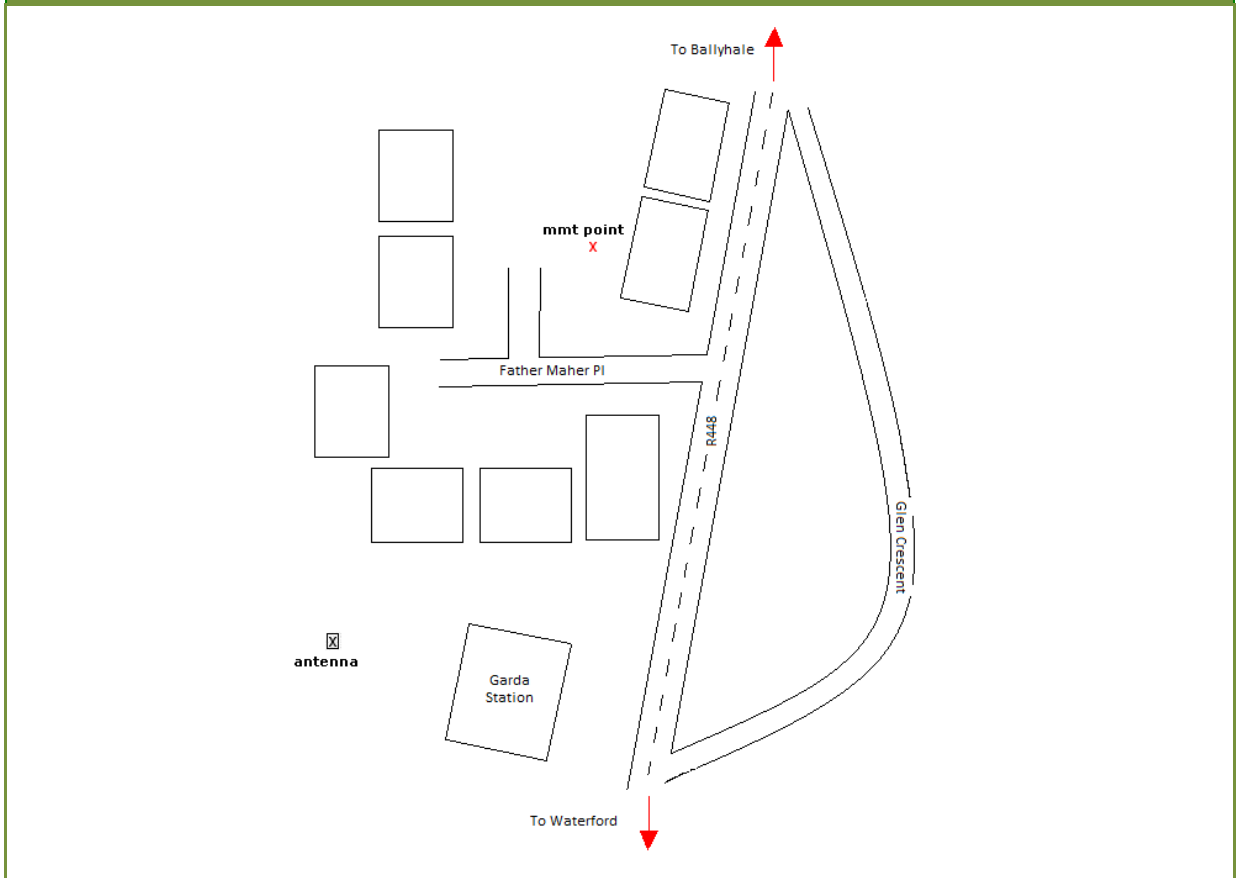 To Ballyhale
mmt point
X
Father Maher Pl
R448
Glen Crescent
X
antenna
Garda
Station
To Waterford